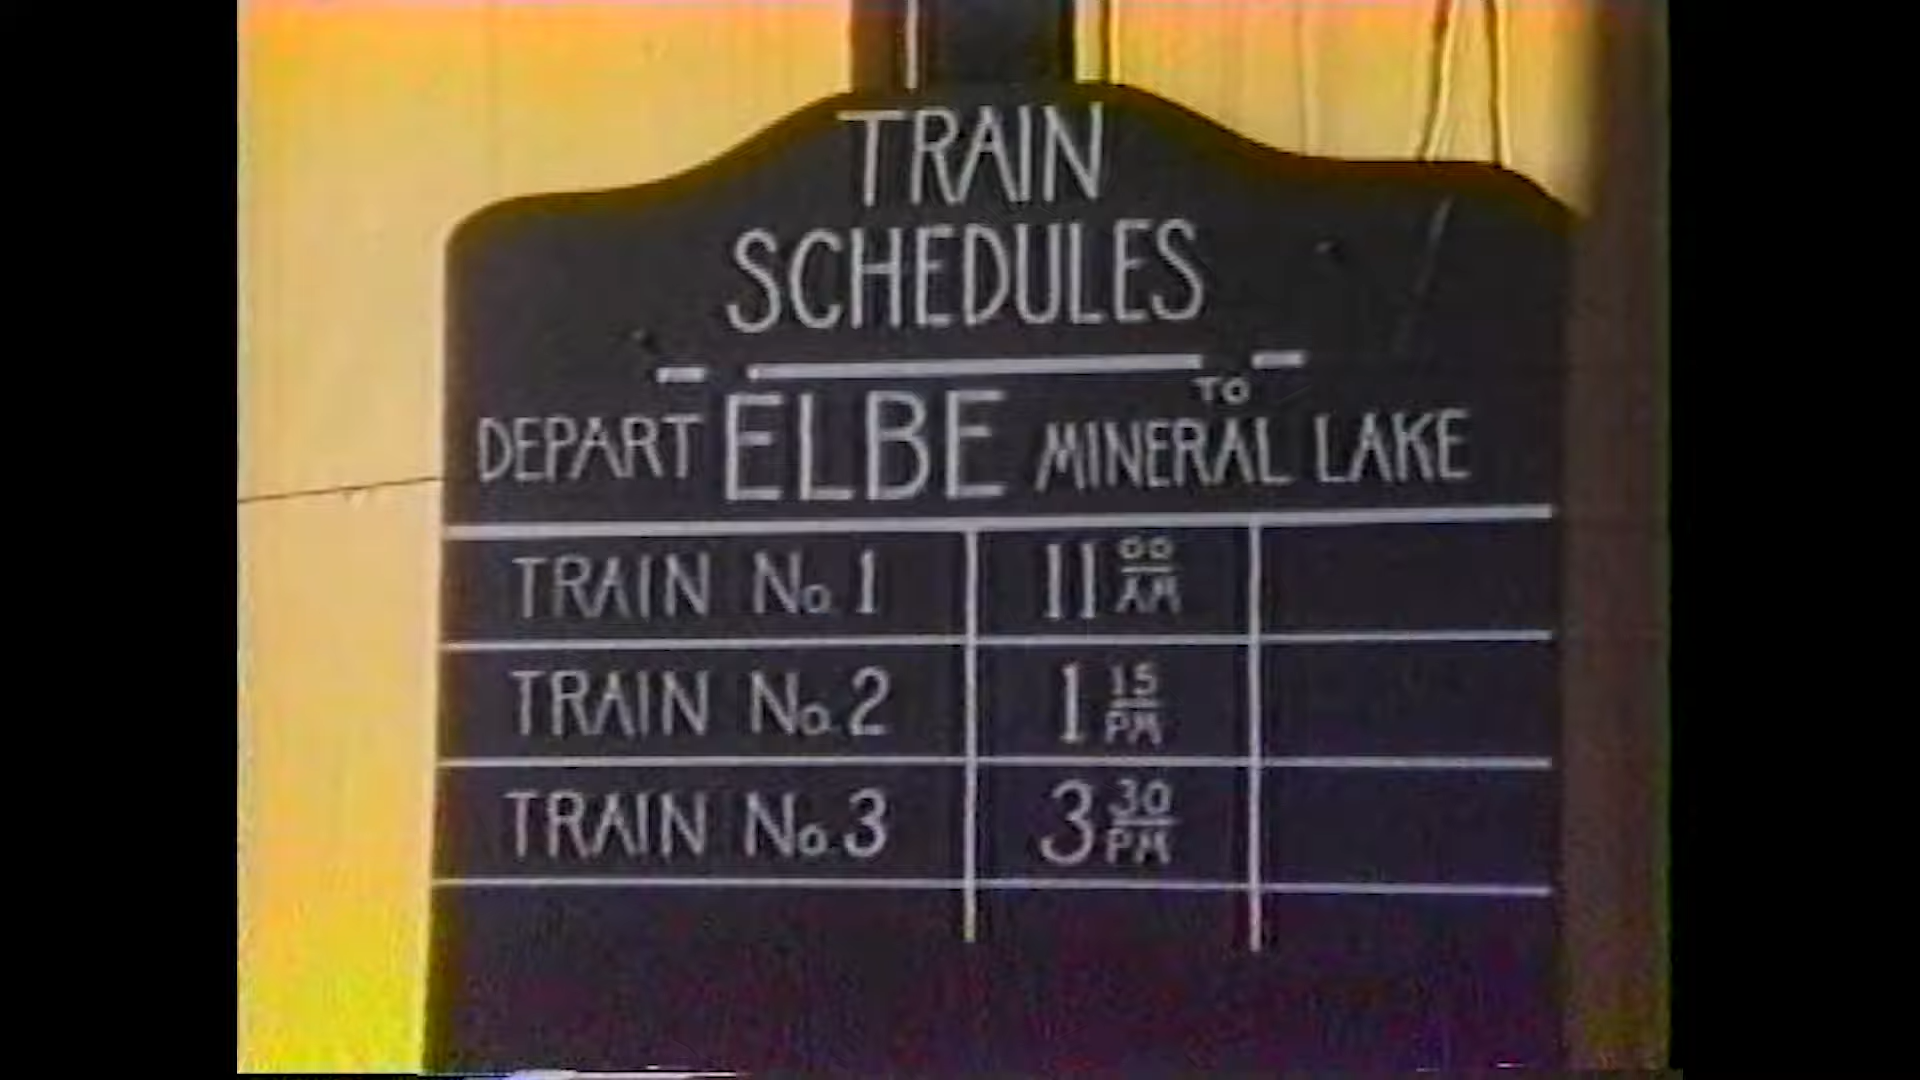 TRAIN
SCHEDULES
DEPART ELBE TO MINERAL LAKE
TRAIN No. 1 11 00 AM
TRAIN No. 2 1 15 PM
TRAIN No. 3 3 30 PM